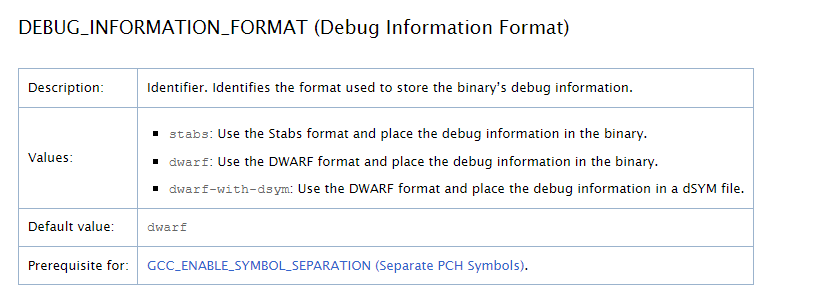 DEBUG_INFORMATION_FORMAT (Debug Information Format)
Description:
Identifier. Identifies the format used to store the binary's debug information.
Values:
▪ stabs: Use the Stabs format and place the debug information in the binary.
▪ dwarf: Use the DWARF format and place the debug information in the binary.
▪ dwarf-with-dsym: Use the DWARF format and place the debug information in a dSYM file.
Default value:
dwarf
Prerequisite for:
GCC_ENABLE_SYMBOL_SEPARATION (Separate PCH Symbols).